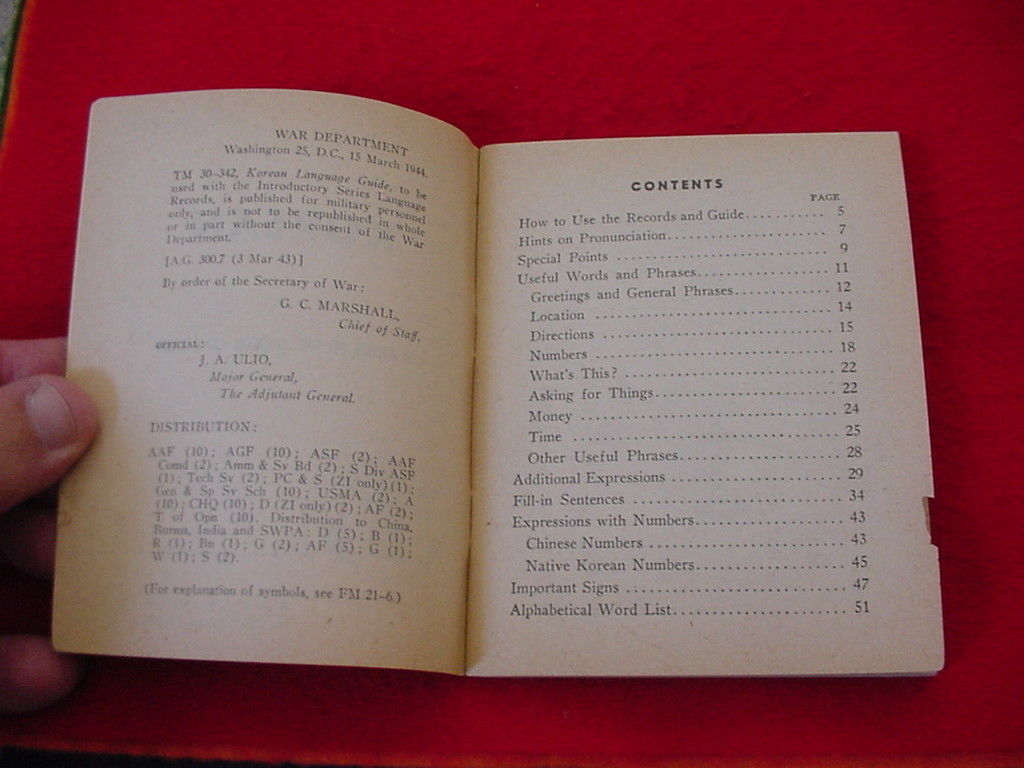 WAR DEPARTMENT
Washington 25, D.C., 15 March 1944.
TM 30–342, Korean Language Guide, to be
used with the Introductory Series Language
Records, is published for military personnel
only, and is not to be republished in whole
or in part without the consent of the War
Department.
[A.G. 300.7 (3 Mar 43)]
By order of the Secretary of War:
G. C. MARSHALL,
Chief of Staff.
OFFICIAL:
J. A. ULIO,
Major General,
The Adjutant General.
DISTRIBUTION:
AAF (10); AGF (10); ASF (2); AAF
Comd (2); Amm & Sv Bd (2); S Div ASF
(1); Tech Sv (2); PC & S (ZI only) (1);
Gen & Sp Sv Sch (10); USMA (2); A
(10); CHQ (10); D (ZI only) (2); AF (2);
T of Opn (10). Distribution to China,
Burma, India and SWPA: D (5); B (1);
R (1); Bn (1); G (2); AF (5); G (1);
W (1); S (2).
(For explanation of symbols, see FM 21–6.)
CONTENTS
PAGE
How to Use the Records and Guide.......... 5
Hints on Pronunciation.................... 7
Special Points ........................... 9
Useful Words and Phrases.................. 11
Greetings and General Phrases............. 12
Location ................................. 14
Directions ............................... 15
Numbers .................................. 18
What's This? ............................. 22
Asking for Things......................... 22
Money .................................... 24
Time ..................................... 25
Other Useful Phrases...................... 28
Additional Expressions ................... 29
Fill-in Sentences ........................ 34
Expressions with Numbers.................. 43
Chinese Numbers .......................... 43
Native Korean Numbers..................... 45
Important Signs .......................... 47
Alphabetical Word List.................... 51